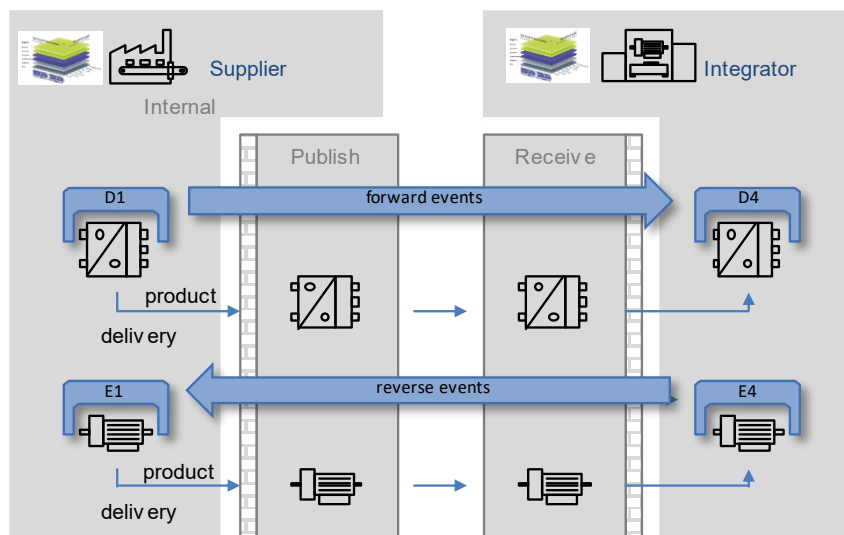 Supplier
Integrator
Internal
Publish
Receive
D1
forward events
D4
product
delivery
E1
reverse events
E4
product
delivery